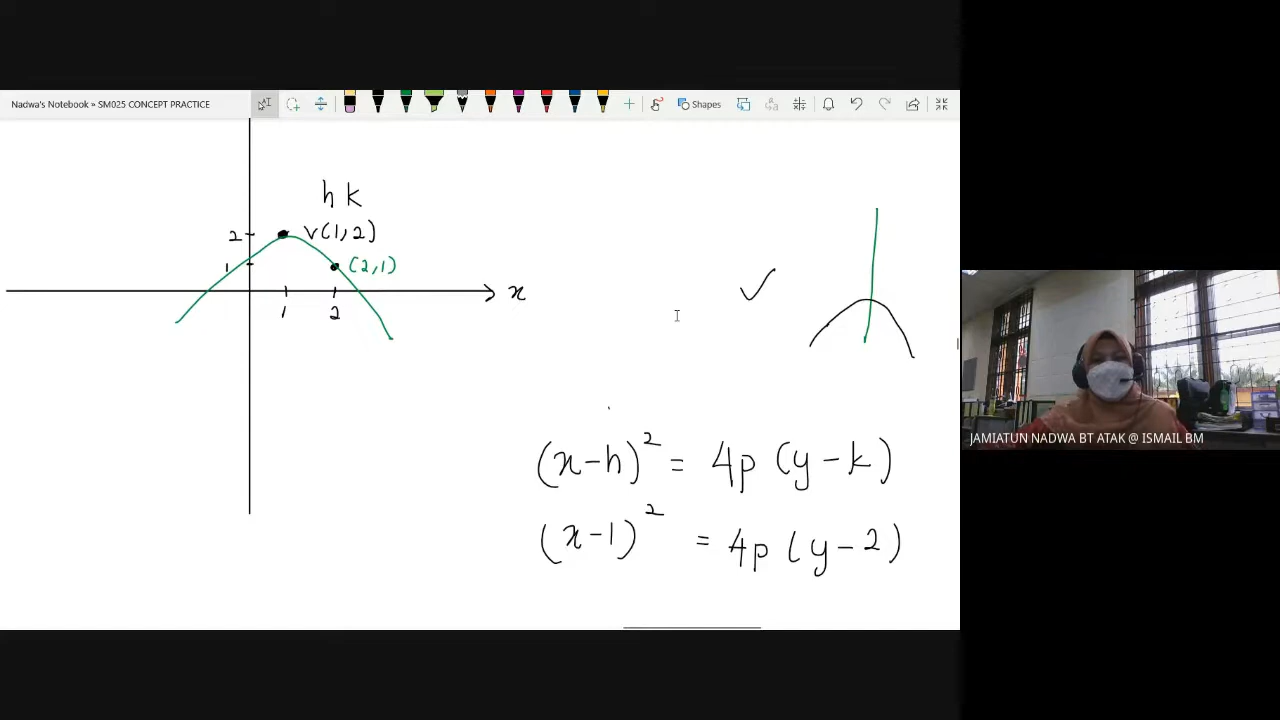 Nadwa's Notebook » SM025 CONCEPT PRACTICE
Shapes
h k
2 V(1,2)
1 (2,1)
x
1 2
(x-h)² = 4p (y-k)
(x-1)² = 4p (y-2)
JAMIATUN NADWA BT ATAK @ ISMAIL BM